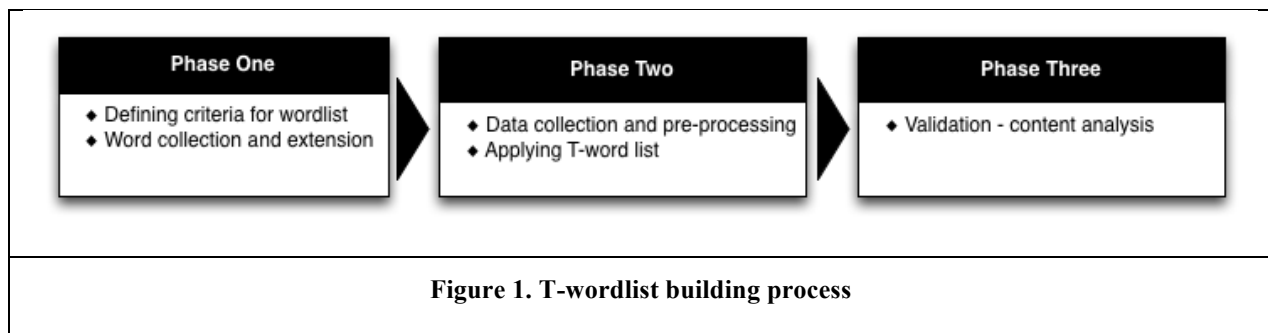 Phase One
◆ Defining criteria for wordlist
◆ Word collection and extension
Phase Two
◆ Data collection and pre-processing
◆ Applying T-word list
Phase Three
◆ Validation - content analysis
Figure 1. T-wordlist building process